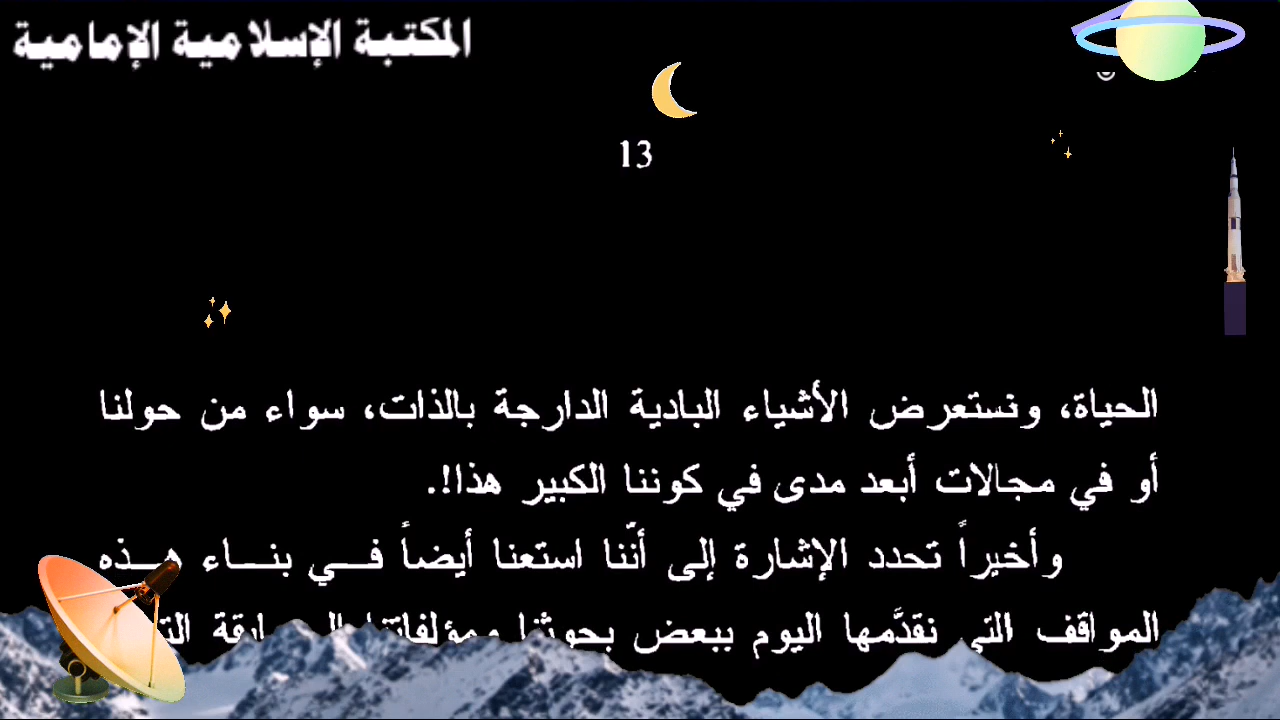 المكتبة الإسلامية الإمامية
13
الحياة، ونستعرض الأشياء البادية الدارجة بالذات، سواء من حولنا
أو في مجالات أبعد مدى في كوننا الكبير هذا!.
وأخيراً تحدد الإشارة إلى أنّنا استعنا أيضاً فــي بنــاء هــذه
المواقف التي نقدَّمها اليوم ببعض بحوثنا ومؤلفاتنا